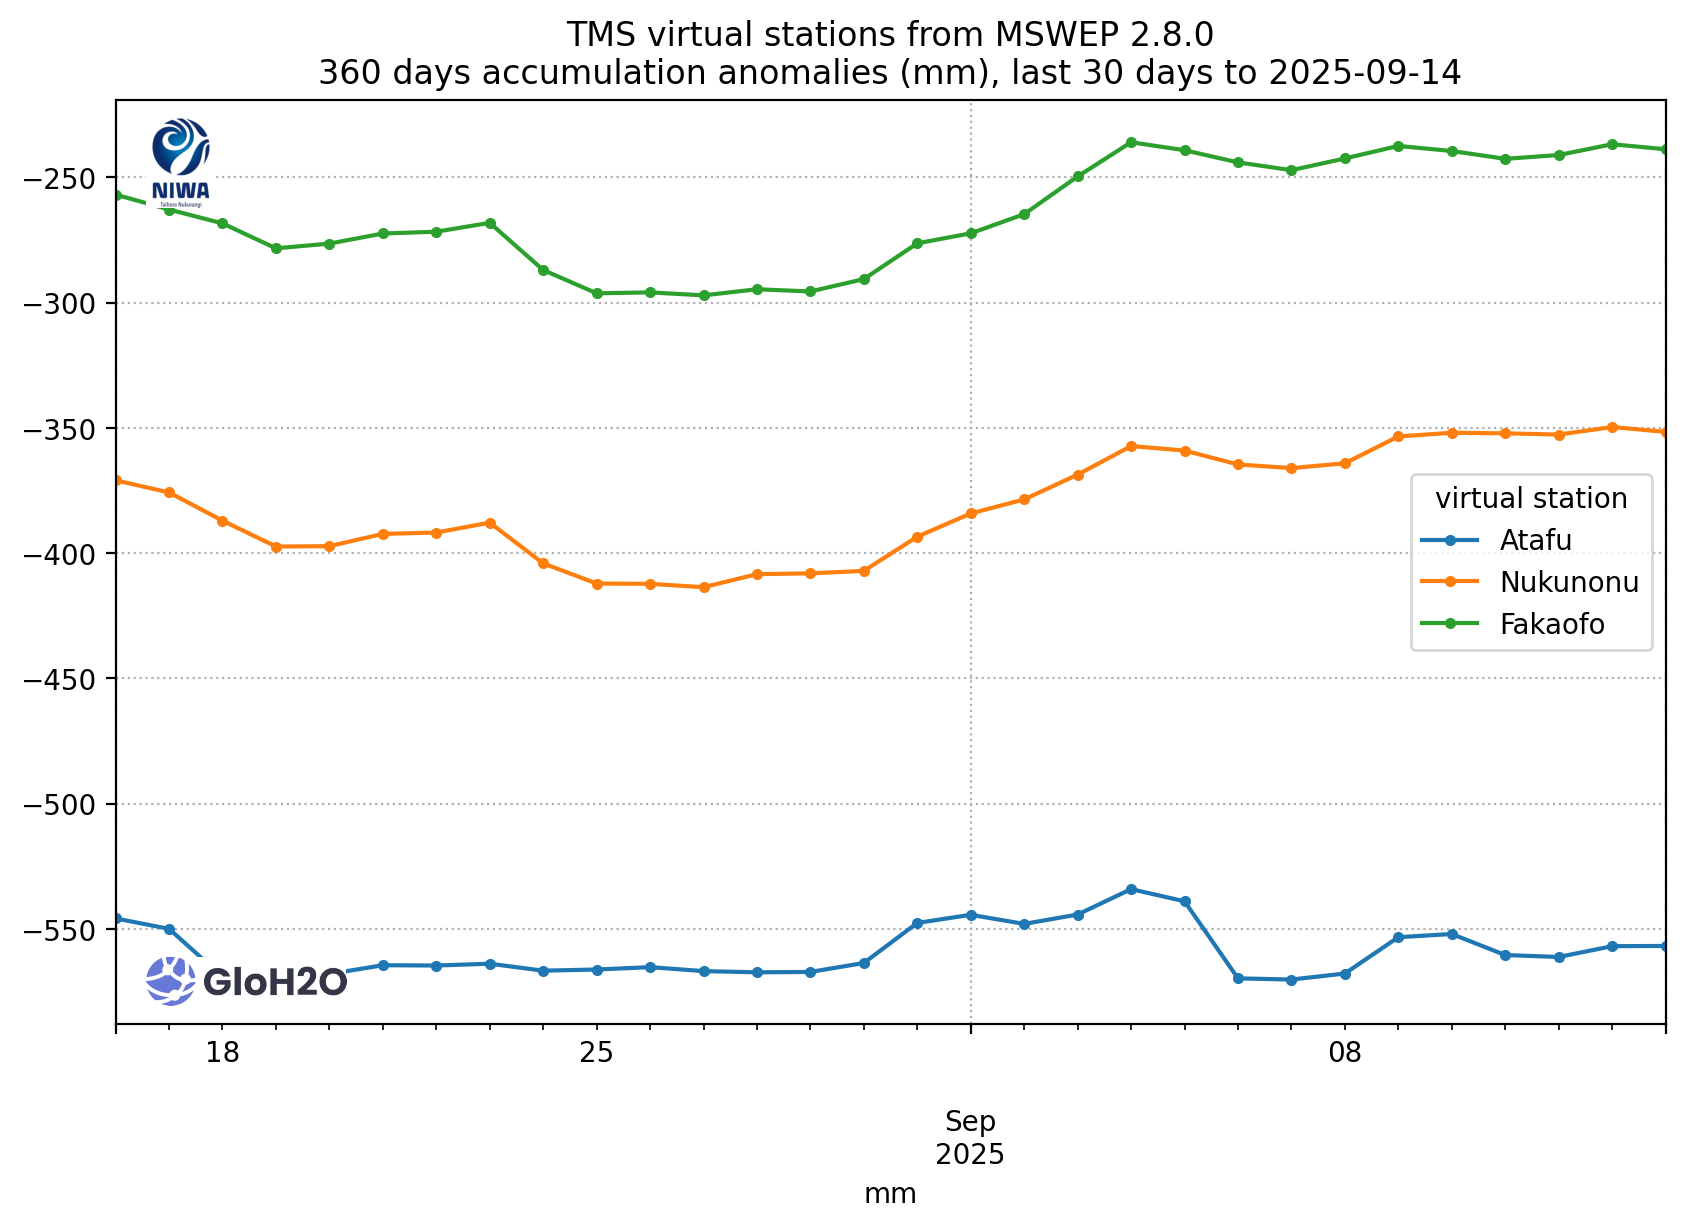 TMS virtual stations from MSWEP 2.8.0
360 days accumulation anomalies (mm), last 30 days to 2025-09-14
NIWA
Taihoro Nukurangi
−250
−300
−350
−400
−450
−500
−550
virtual station
Atafu
Nukunonu
Fakaofo
GloH2O
18
25
08
Sep
2025
mm